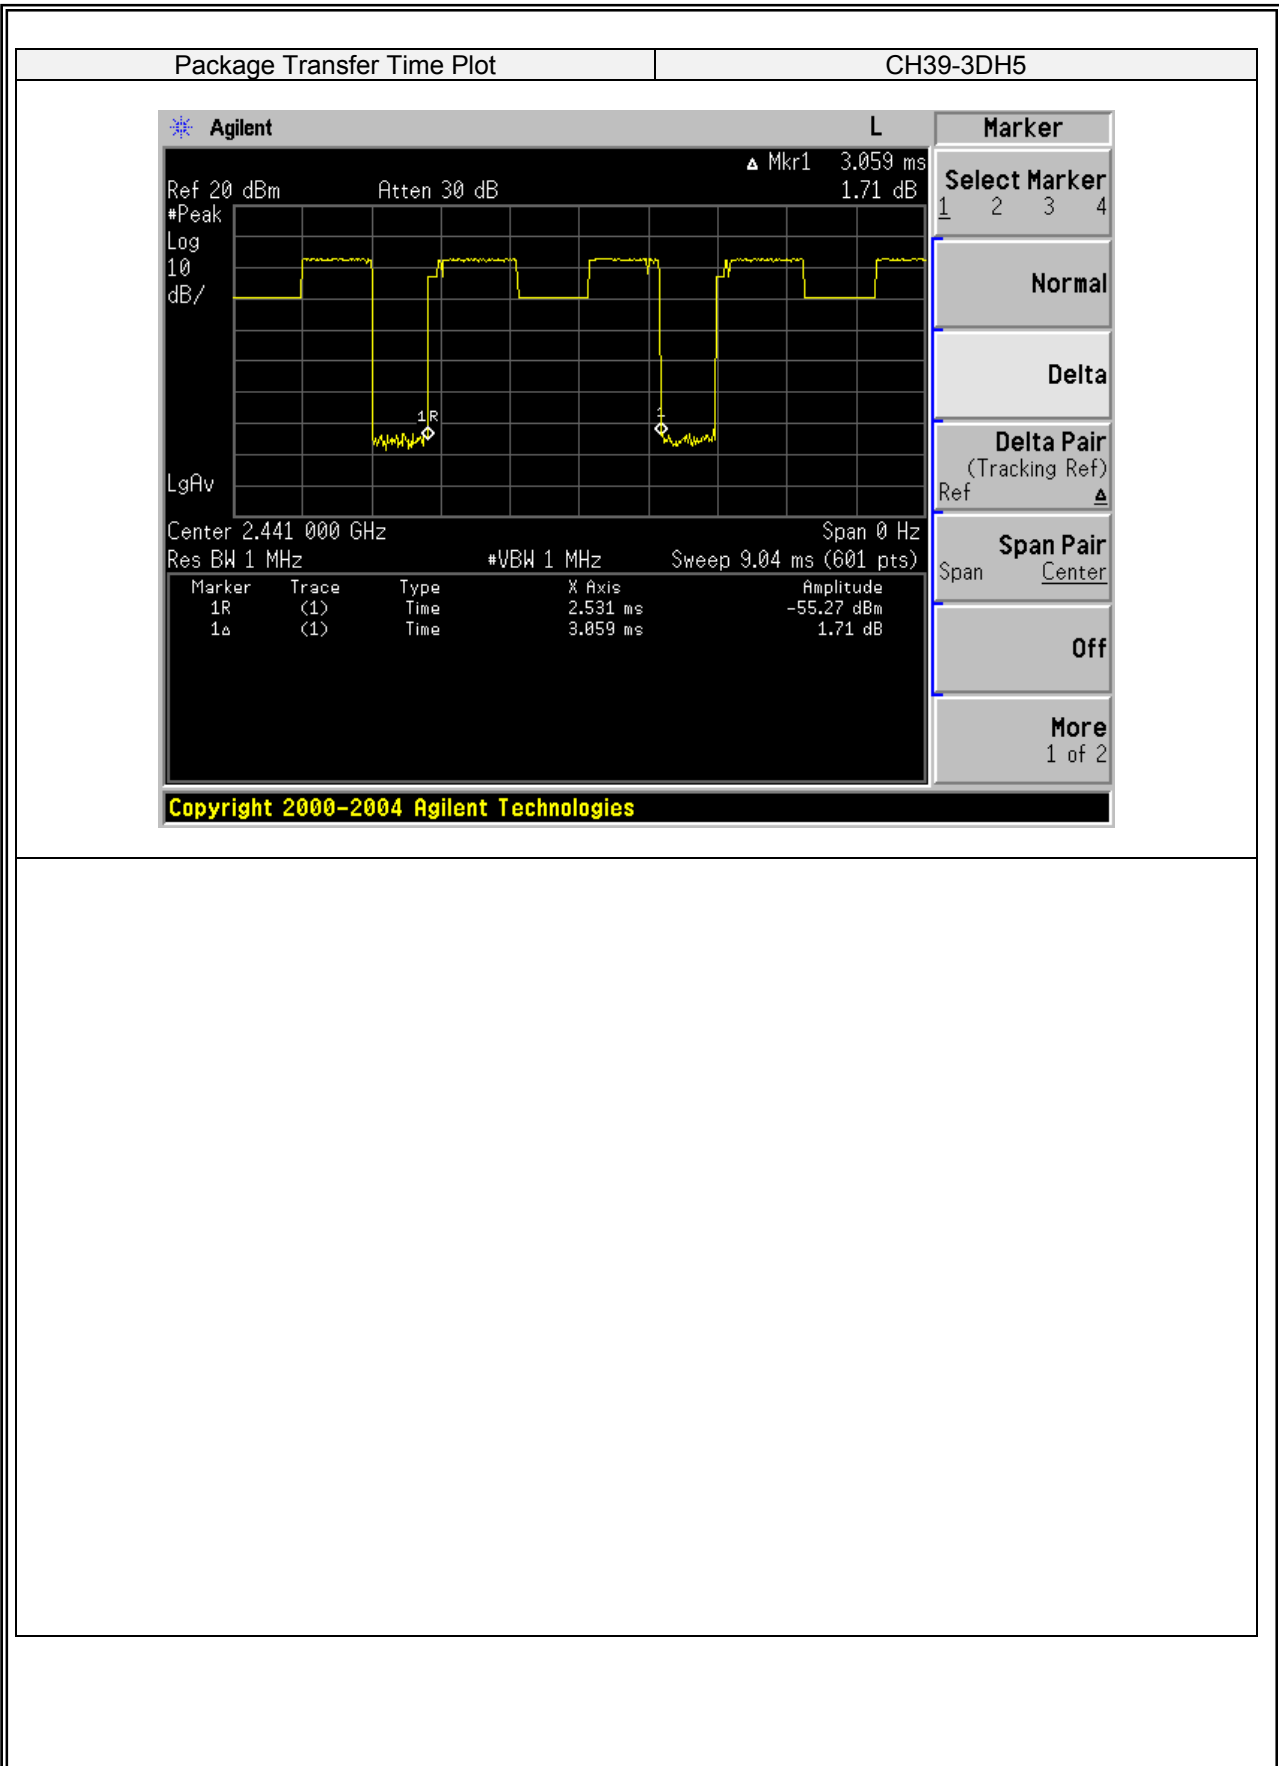 Package Transfer Time Plot CH39-3DH5
Agilent L
Δ Mkr1 3.059 ms
Ref 20 dBm Atten 30 dB 1.71 dB
#Peak
Log
10
dB/
1R 1
LgAv
Center 2.441 000 GHz Span 0 Hz
Res BW 1 MHz #VBW 1 MHz Sweep 9.04 ms (601 pts)
Marker Trace Type X Axis Amplitude
1R (1) Time 2.531 ms -55.27 dBm
1Δ (1) Time 3.059 ms 1.71 dB
Copyright 2000-2004 Agilent Technologies
Marker
Select Marker
1 2 3 4
Normal
Delta
Delta Pair
(Tracking Ref)
Ref Δ
Span Pair
Span Center
Off
More
1 of 2